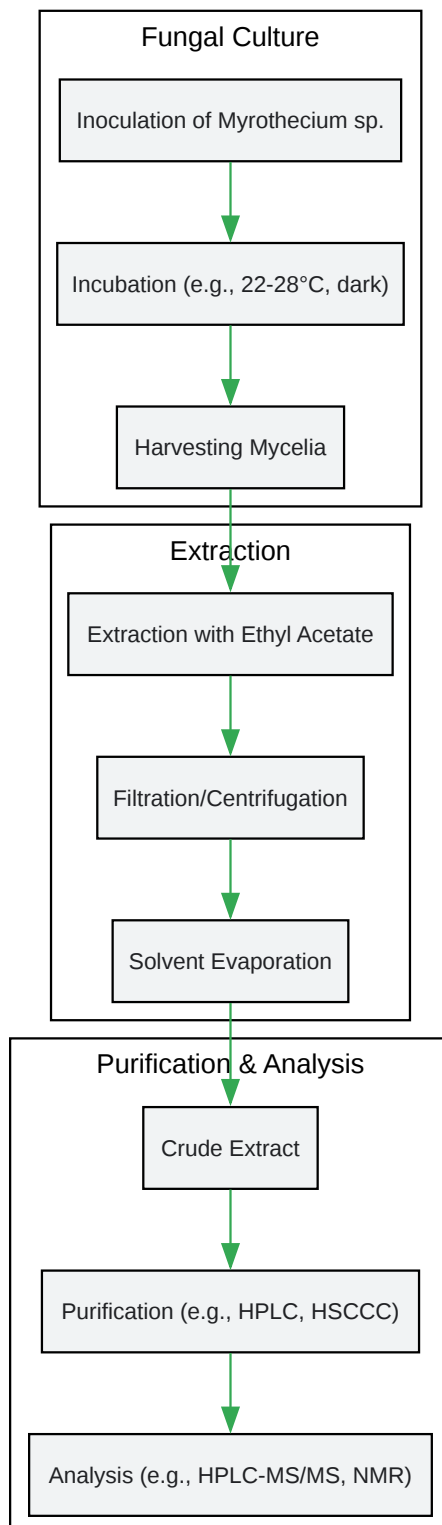 Fungal Culture
Inoculation of Myrothecium sp.
Incubation (e.g., 22-28°C, dark)
Harvesting Mycelia
Extraction
Extraction with Ethyl Acetate
Filtration/Centrifugation
Solvent Evaporation
Purification & Analysis
Crude Extract
Purification (e.g., HPLC, HSCCC)
Analysis (e.g., HPLC-MS/MS, NMR)